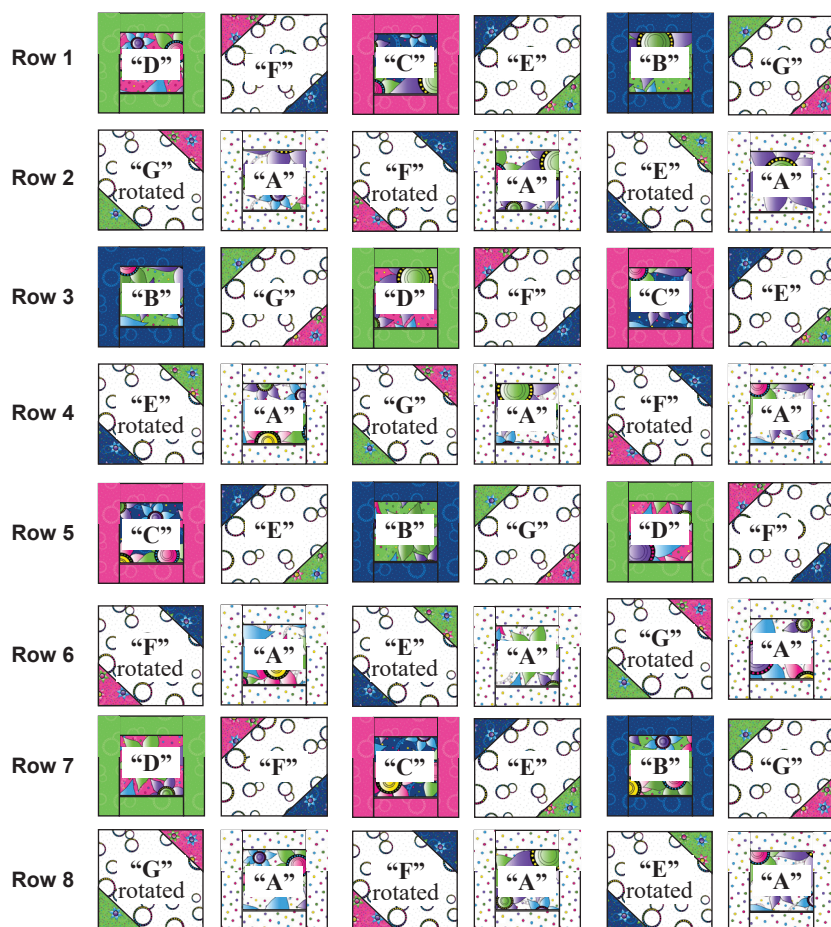 Row 1 “D” “F” “C” “E” “B” “G”
Row 2 “G” rotated “A” “F” rotated “A” “E” rotated “A”
Row 3 “B” “G” “D” “F” “C” “E”
Row 4 “E” rotated “A” “G” rotated “A” “F” rotated “A”
Row 5 “C” “E” “B” “G” “D” “F”
Row 6 “F” rotated “A” “E” rotated “A” “G” rotated “A”
Row 7 “D” “F” “C” “E” “B” “G”
Row 8 “G” rotated “A” “F” rotated “A” “E” rotated “A”